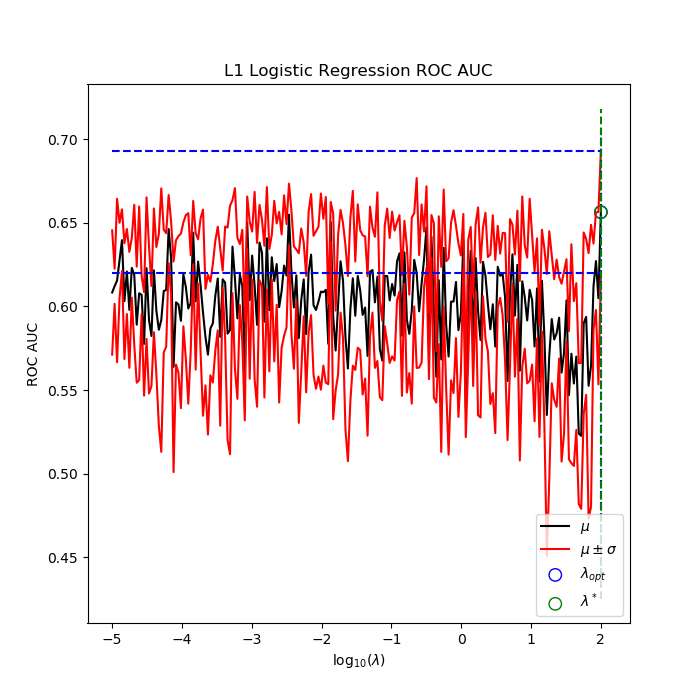 L1 Logistic Regression ROC AUC
ROC AUC
0.70
0.65
0.60
0.55
0.50
0.45
−5 −4 −3 −2 −1 0 1 2
log₁₀(λ)
μ
μ ± σ
λₒₚₜ
λ*